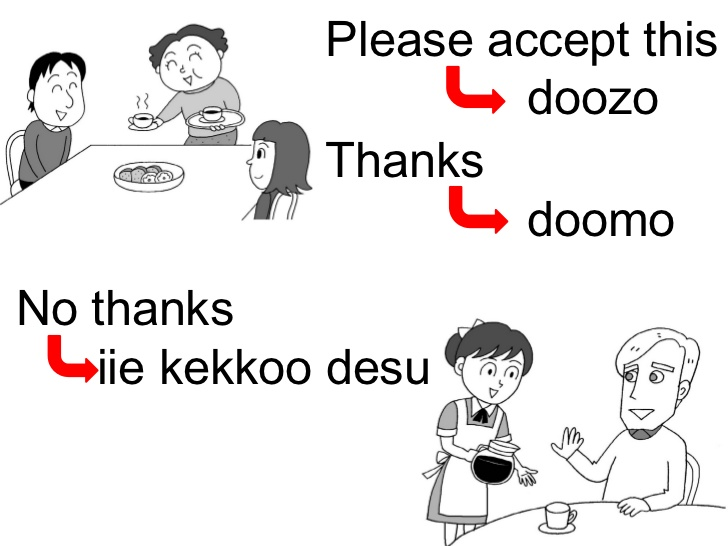 Please accept this
doozo
Thanks
doomo
No thanks
iie kekkoo desu